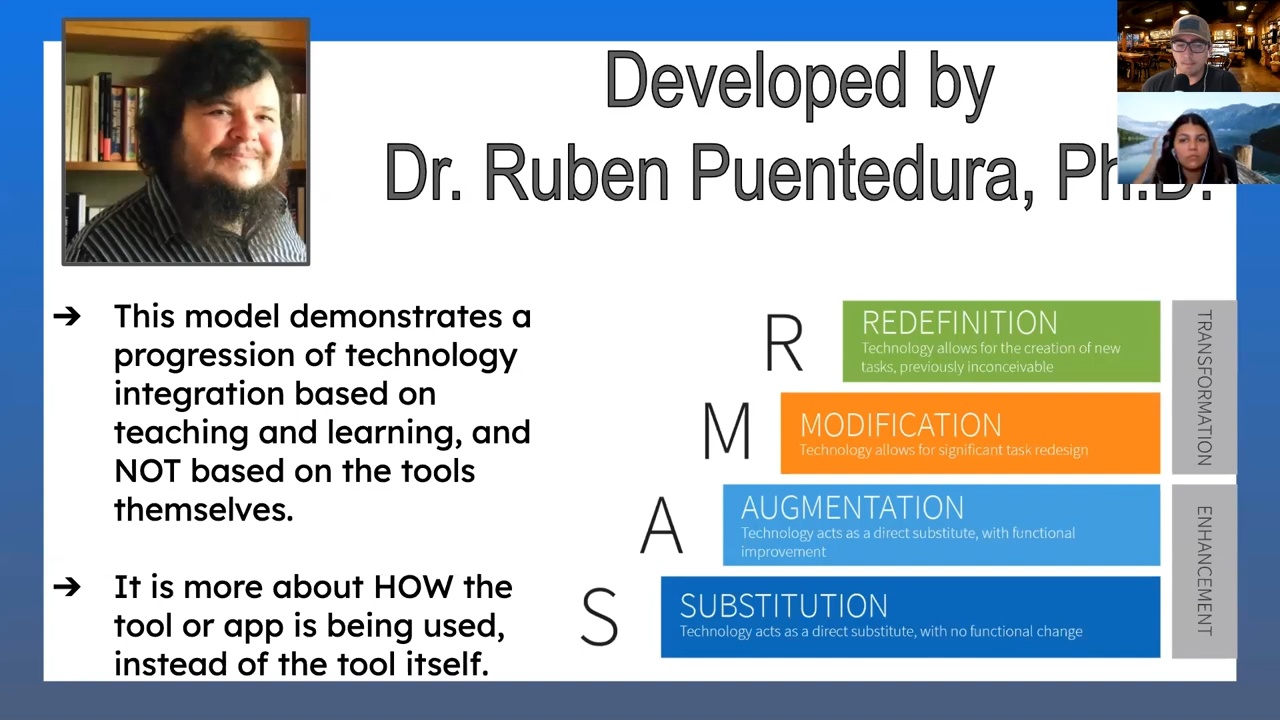 Developed by
Dr. Ruben Puentedura, Ph.D.
➔ This model demonstrates a
progression of technology
integration based on
teaching and learning, and
NOT based on the tools
themselves.
➔ It is more about HOW the
tool or app is being used,
instead of the tool itself.
R
REDEFINITION
Technology allows for the creation of new
tasks, previously inconceivable
M
MODIFICATION
Technology allows for significant task redesign
TRANSFORMATION
A
AUGMENTATION
Technology acts as a direct substitute, with functional
improvement
S
SUBSTITUTION
Technology acts as a direct substitute, with no functional change
ENHANCEMENT